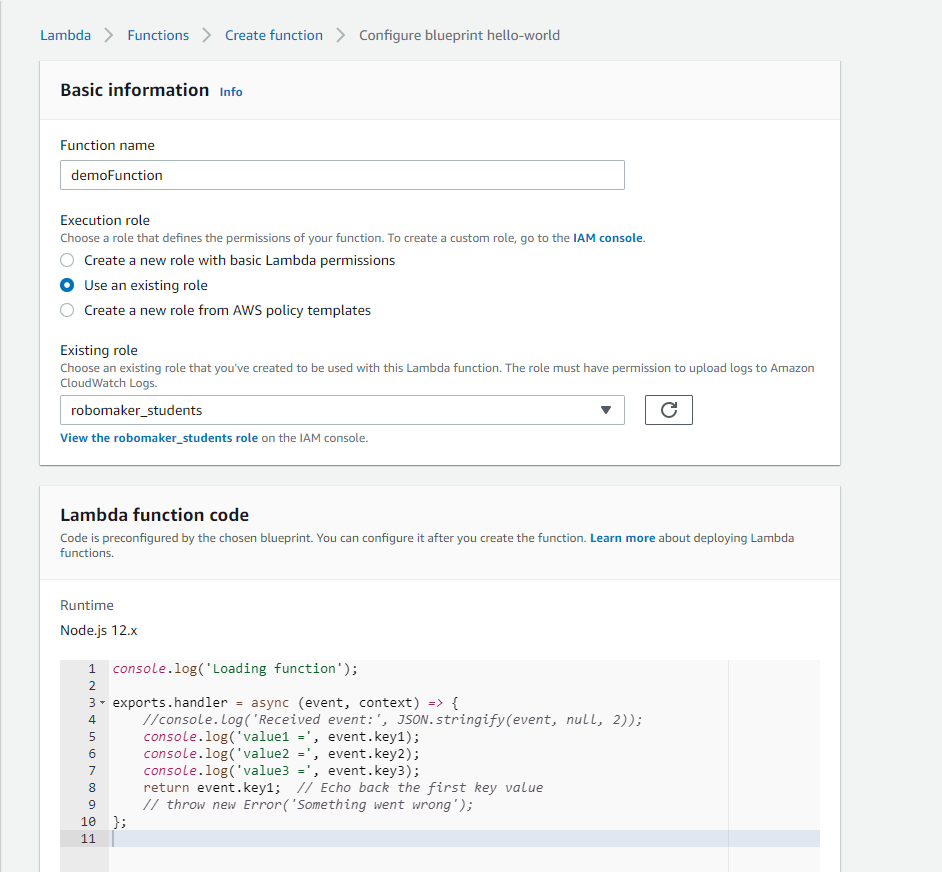 Lambda > Functions > Create function > Configure blueprint hello-world
Basic information Info
Function name
demoFunction
Execution role
Choose a role that defines the permissions of your function. To create a custom role, go to the IAM console.
Create a new role with basic Lambda permissions
Use an existing role
Create a new role from AWS policy templates
Existing role
Choose an existing role that you've created to be used with this Lambda function. The role must have permission to upload logs to Amazon
CloudWatch Logs.
robomaker_students
View the robomaker_students role on the IAM console.
Lambda function code
Code is preconfigured by the chosen blueprint. You can configure it after you create the function. Learn more about deploying Lambda
functions.
Runtime
Node.js 12.x
1 console.log('Loading function');
2
3 exports.handler = async (event, context) => {
4     //console.log('Received event:', JSON.stringify(event, null, 2));
5     console.log('value1 =', event.key1);
6     console.log('value2 =', event.key2);
7     console.log('value3 =', event.key3);
8     return event.key1;  // Echo back the first key value
9     // throw new Error('Something went wrong');
10 };
11